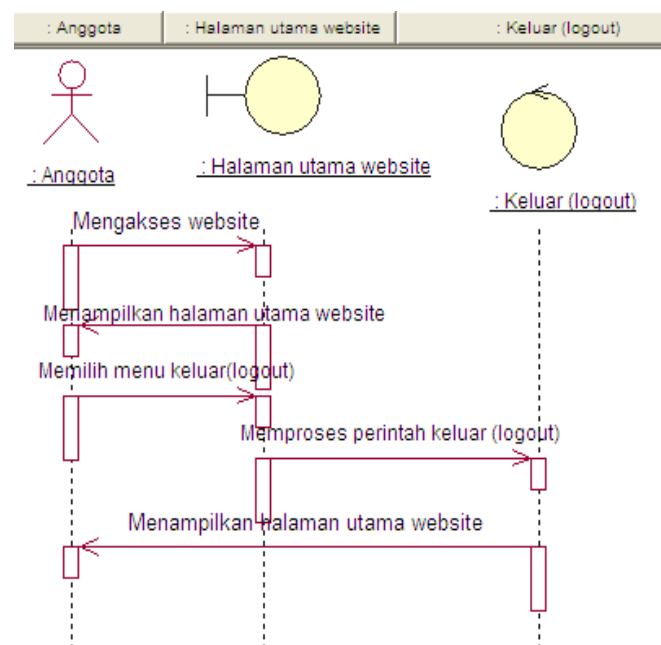 : Anggota
: Halaman utama website
: Keluar (logout)
: Anggota
: Halaman utama website
: Keluar (logout)
Mengakses website
Menampilkan halaman utama website
Memilih menu keluar(logout)
Memproses perintah keluar (logout)
Menampilkan halaman utama website